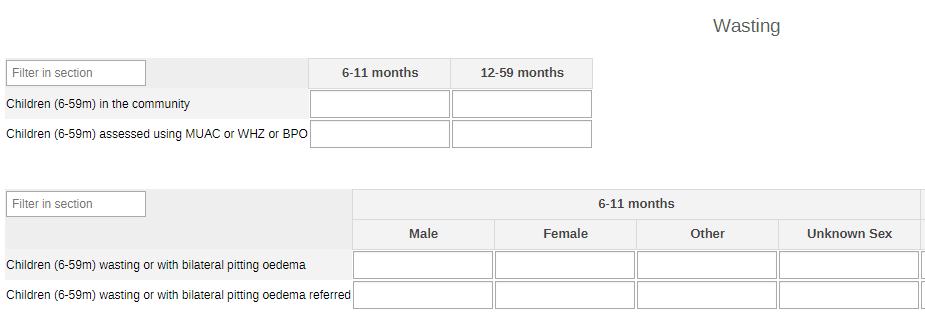 Wasting
Filter in section 6-11 months 12-59 months
Children (6-59m) in the community
Children (6-59m) assessed using MUAC or WHZ or BPO
Filter in section 6-11 months
Male Female Other Unknown Sex
Children (6-59m) wasting or with bilateral pitting oedema
Children (6-59m) wasting or with bilateral pitting oedema referred